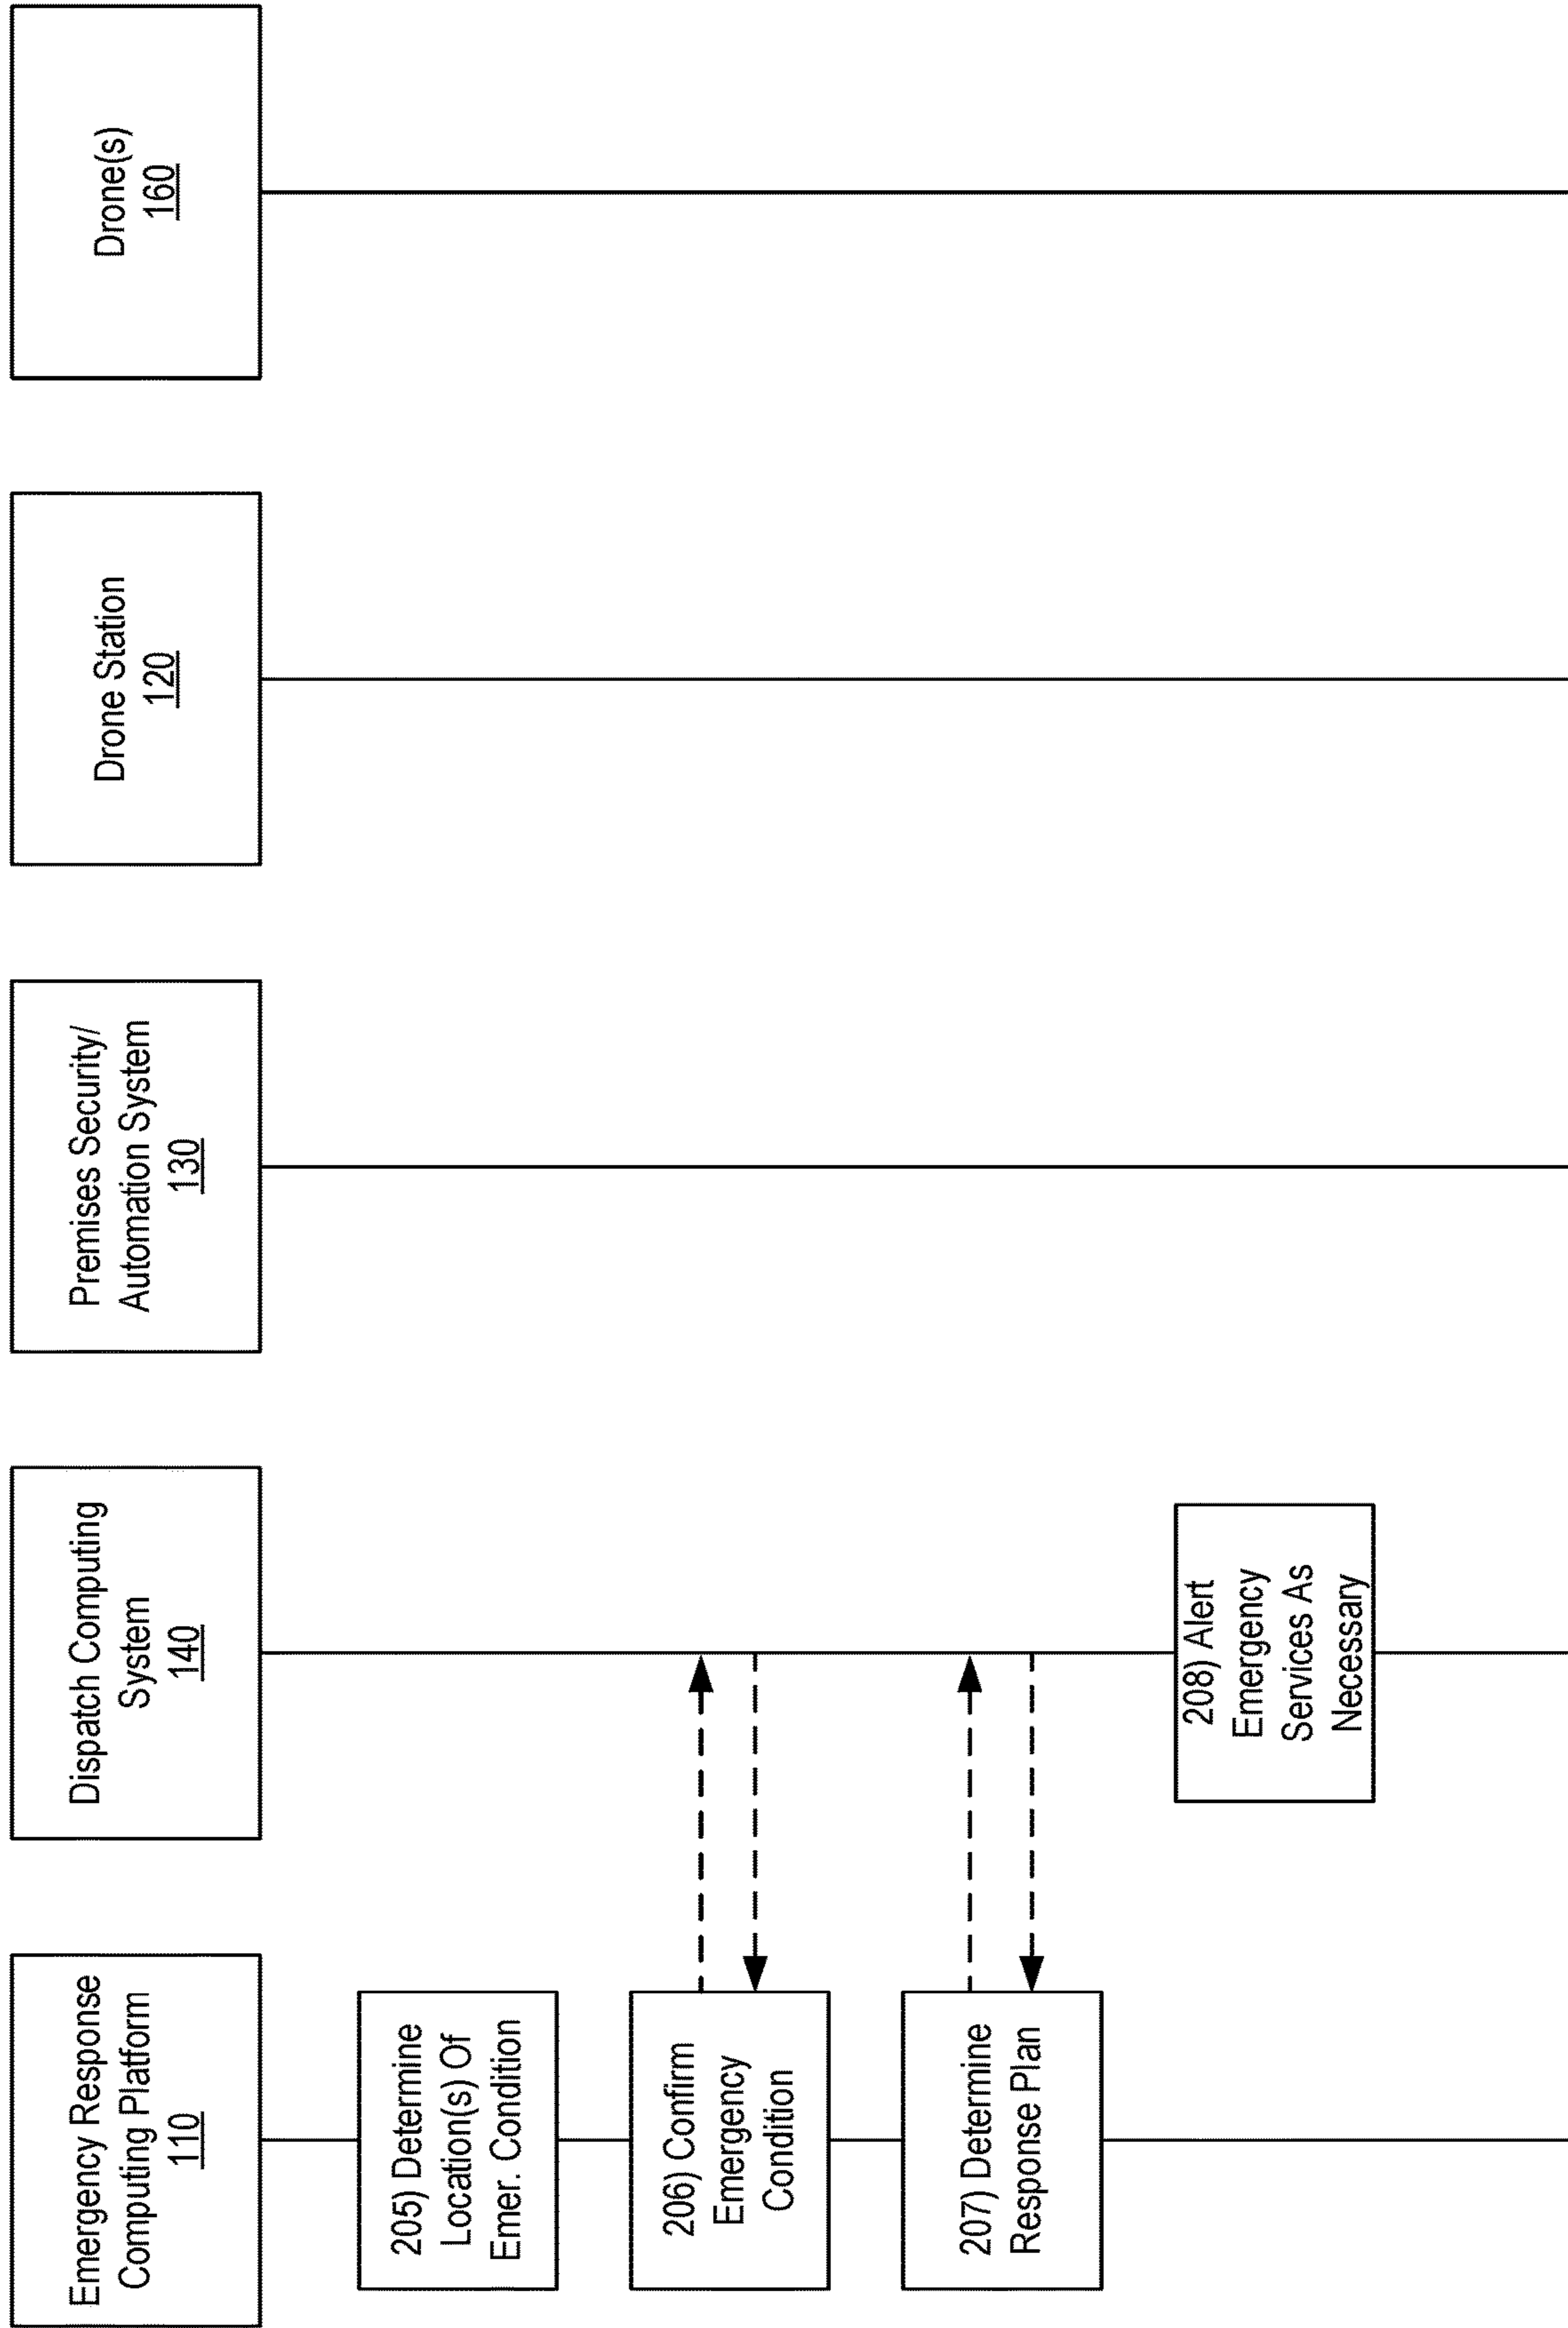 Emergency Response
Computing Platform
110
Dispatch Computing
System
140
Premises Security/
Automation System
130
Drone Station
120
Drone(s)
160
205) Determine
Location(s) Of
Emer. Condition
206) Confirm
Emergency
Condition
207) Determine
Response Plan
208) Alert
Emergency
Services As
Necessary